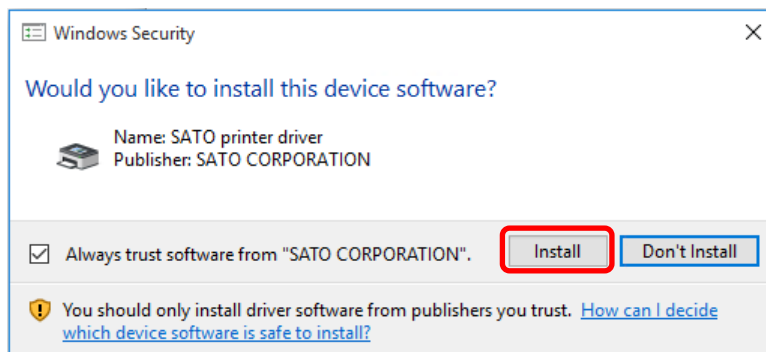 Windows Security
Would you like to install this device software?
Name: SATO printer driver
Publisher: SATO CORPORATION
Always trust software from "SATO CORPORATION".
Install
Don't Install
You should only install driver software from publishers you trust. How can I decide
which device software is safe to install?